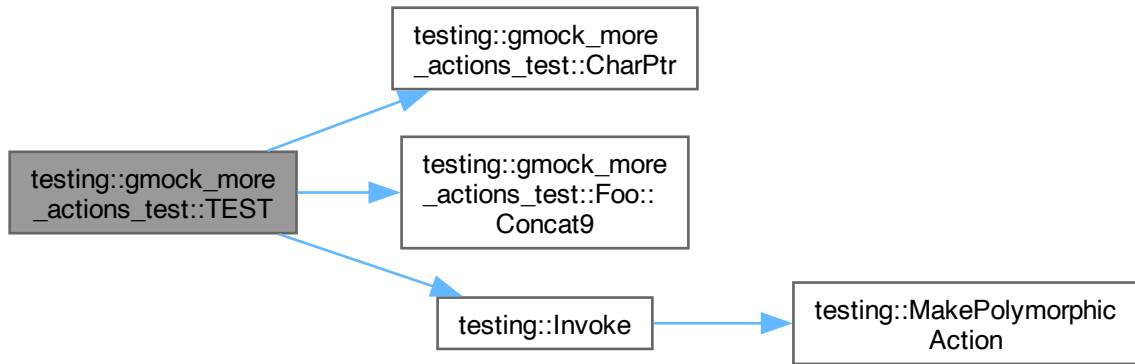 testing::gmock_more
_actions_test::TEST
testing::gmock_more
_actions_test::CharPtr
testing::gmock_more
_actions_test::Foo::
Concat9
testing::Invoke
testing::MakePolymorphic
Action